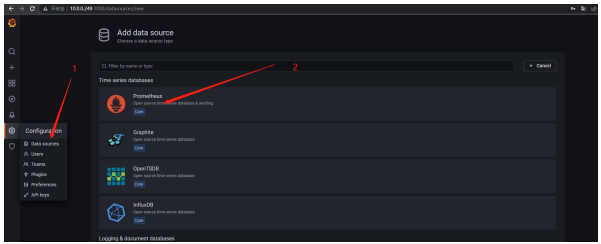 10.0.0.249:3000/datasources/new
Add data source
Choose a data source type
Filter by name or type
Cancel
1
2
Time series databases
Prometheus
Open source time series database & alerting
Core
Graphite
Open source time series database
Core
OpenTSDB
Open source time series database
Core
InfluxDB
Open source time series database
Core
Logging & document databases
Configuration
Data sources
Users
Teams
Plugins
Preferences
API keys